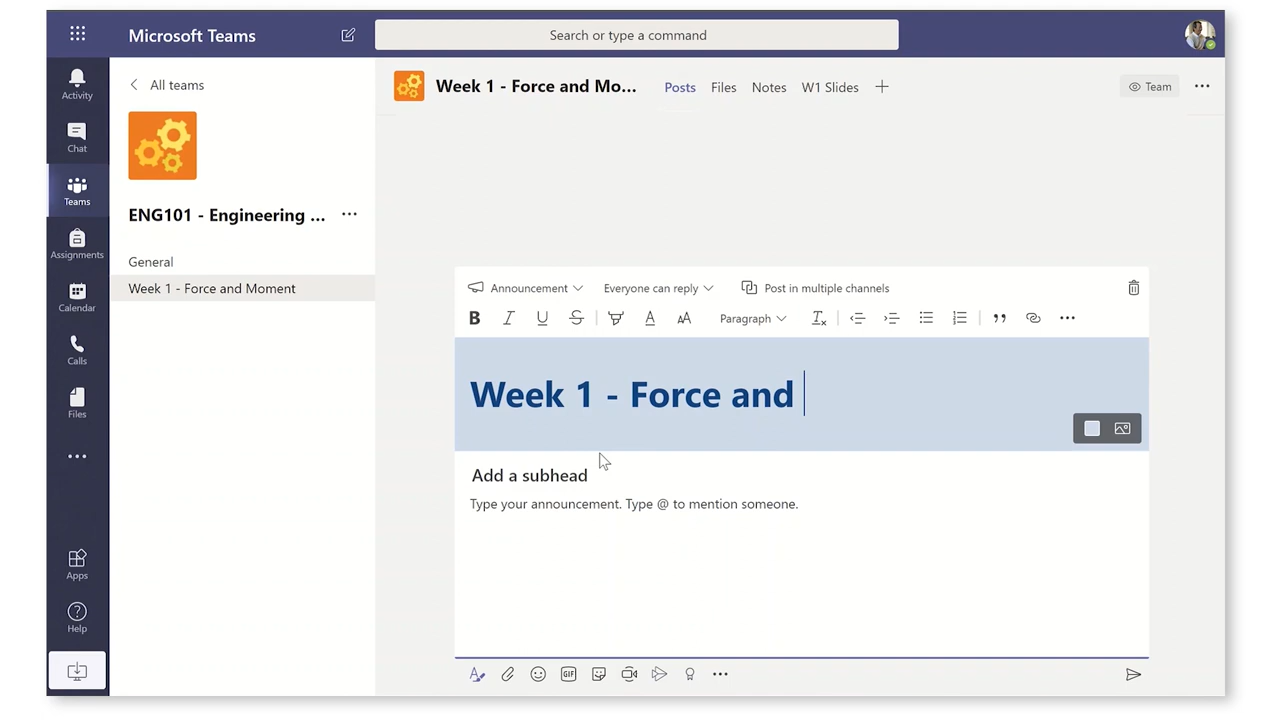 Microsoft Teams
Search or type a command
Activity
Chat
Teams
Assignments
Calendar
Calls
Files
Apps
Help
All teams
ENG101 - Engineering ...
General
Week 1 - Force and Moment
Week 1 - Force and Mo...
Posts
Files
Notes
W1 Slides
Team
Announcement
Everyone can reply
Post in multiple channels
B
I
U
S
A
AA
Paragraph
Week 1 - Force and
Add a subhead
Type your announcement. Type @ to mention someone.
GIF